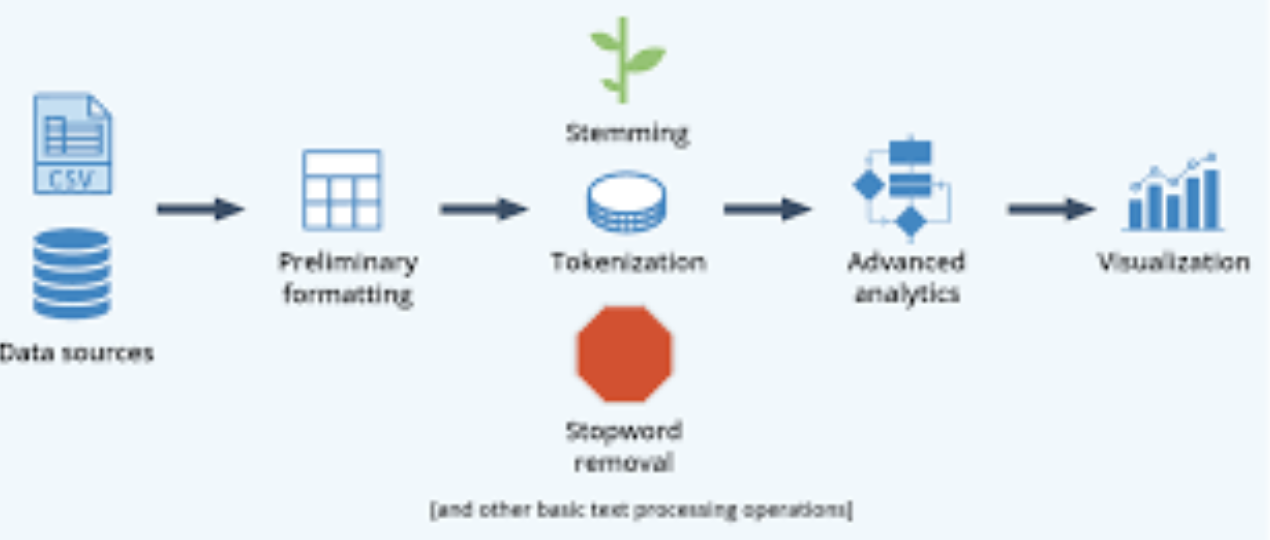 CSV
Data sources
Preliminary
formatting
Stemming
Tokenization
Stopword
removal
[and other basic text processing operations]
Advanced
analytics
Visualization